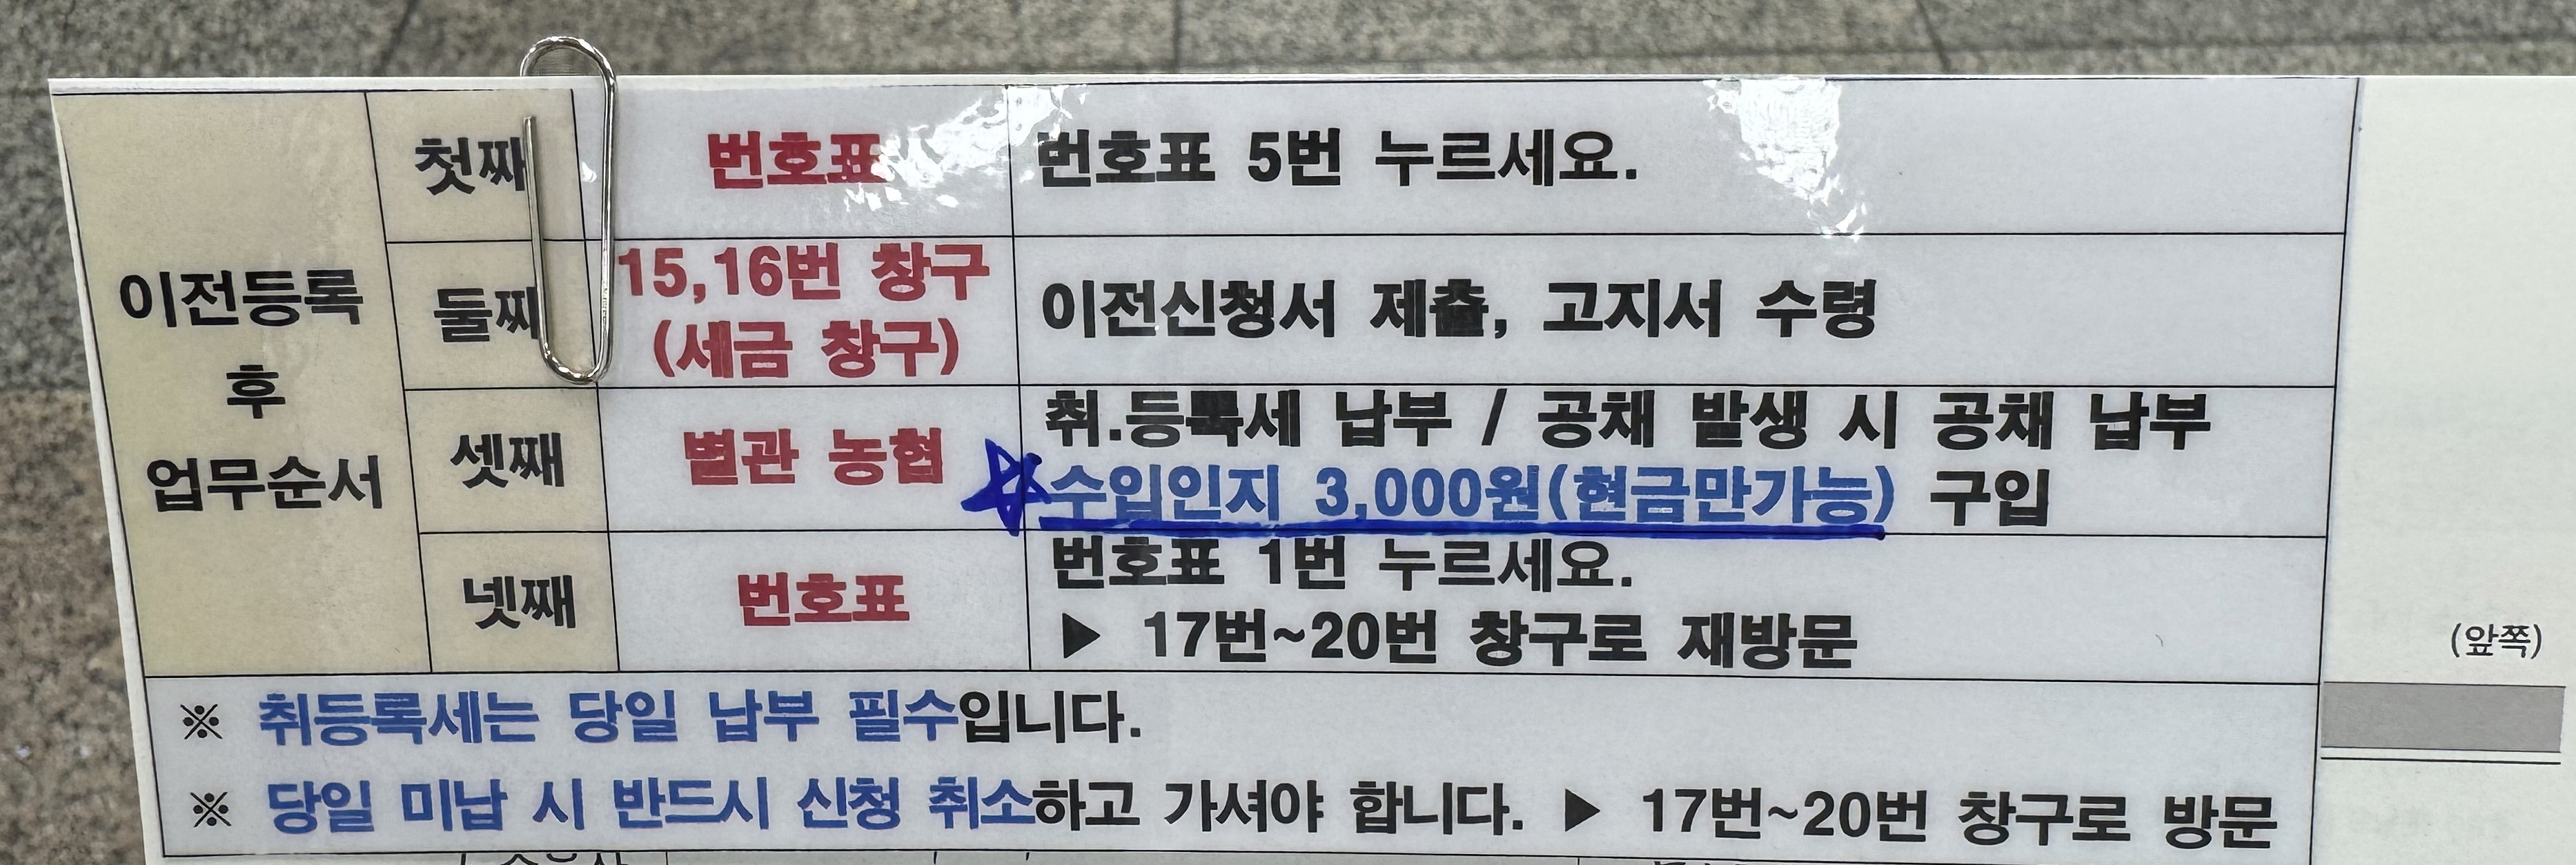 이전등록
후
업무순서
첫째
번호표
번호표 5번 누르세요.
둘째
15,16번 창구
(세금 창구)
이전신청서 제출, 고지서 수령
셋째
별관 농협
취.등록세 납부 / 공채 발생 시 공채 납부
수입인지 3,000원(현금만가능) 구입
넷째
번호표
번호표 1번 누르세요.
▶ 17번~20번 창구로 재방문
(앞쪽)
※ 취등록세는 당일 납부 필수입니다.
※ 당일 미납 시 반드시 신청 취소하고 가셔야 합니다. ▶ 17번~20번 창구로 방문